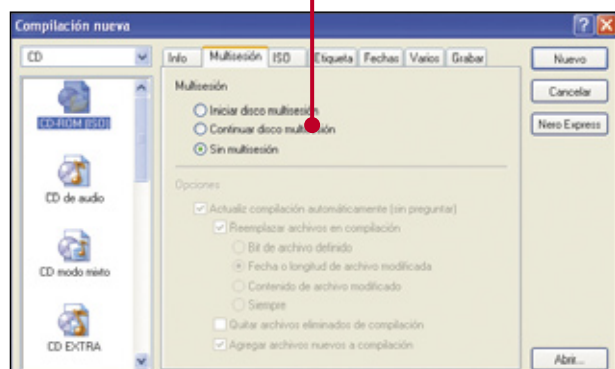 Compilación nueva
CD
Info Multisesión ISO Etiqueta Fechas Varios Grabar
Nuevo
Cancelar
Nero Express
Multisesión
Iniciar disco multisesión
Continuar disco multisesión
Sin multisesión
CD-ROM (ISO)
CD de audio
CD modo mixto
CD EXTRA
Opciones
Actualiz compilación automáticamente (sin preguntar)
Reemplazar archivos en compilación
Bit de archivo definido
Fecha o longitud de archivo modificada
Contenido de archivo modificado
Siempre
Quitar archivos eliminados de compilación
Agregar archivos nuevos a compilación
Abrir...